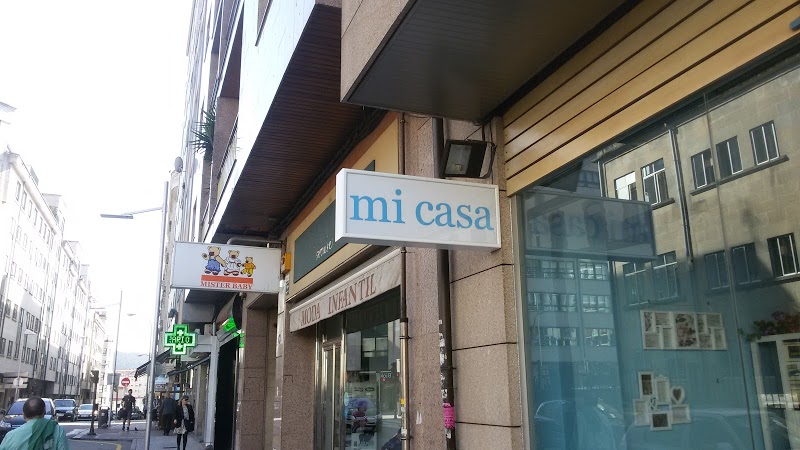 mi casa
MISTER BABY
MODA INFANTIL